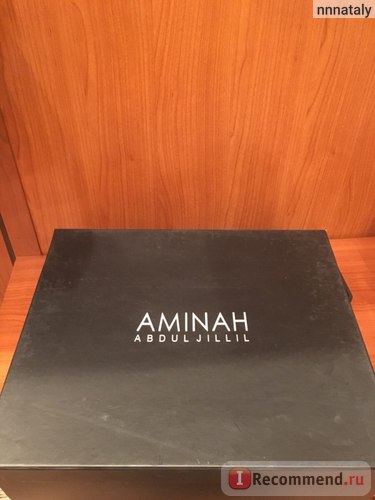 nnnataly
AMINAH
ABDUL JILLIL
I Recommend.ru